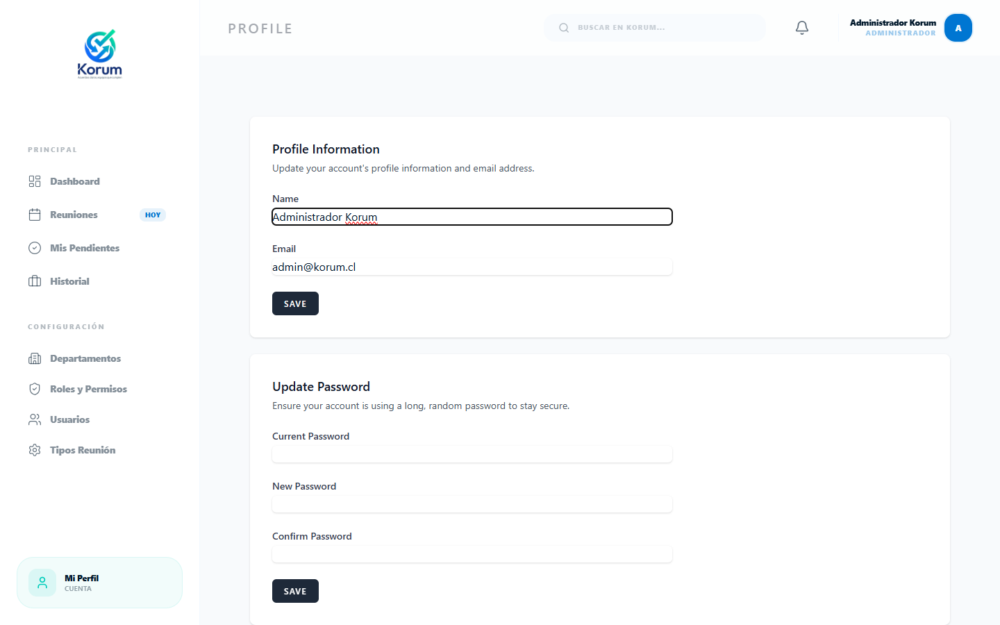 Korum
PRINCIPAL
Dashboard
Reuniones
HOY
Mis Pendientes
Historial
CONFIGURACIÓN
Departamentos
Roles y Permisos
Usuarios
Tipos Reunión
Mi Perfil
CUENTA
PROFILE
BUSCAR EN KORUM...
Administrador Korum
ADMINISTRADOR
A
Profile Information
Update your account's profile information and email address.
Name
Administrador Korum
Email
admin@korum.cl
SAVE
Update Password
Ensure your account is using a long, random password to stay secure.
Current Password
New Password
Confirm Password
SAVE